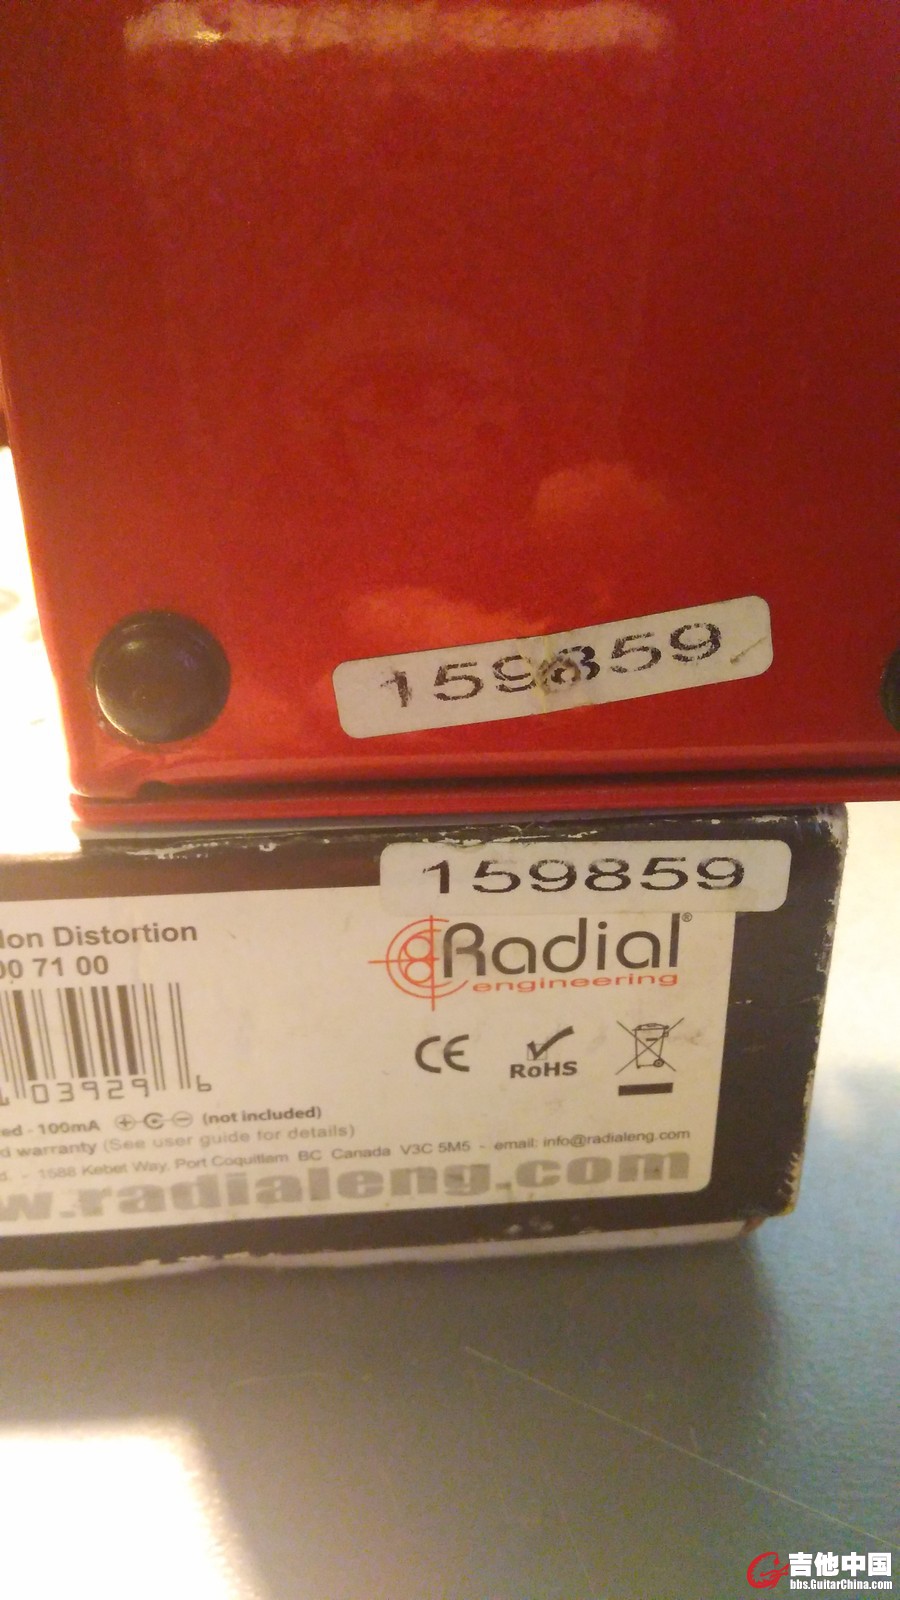 159859
159859
lon Distortion
00 71 00
Radial®
engineering
CE
RoHS
03929 6
ed - 100mA (not included)
d warranty (See user guide for details)
d. - 1588 Kebet Way, Port Coquitlam BC Canada V3C 5M5 - email: info@radialeng.com
w.radialeng.com
吉他中国
bbs.GuitarChina.com